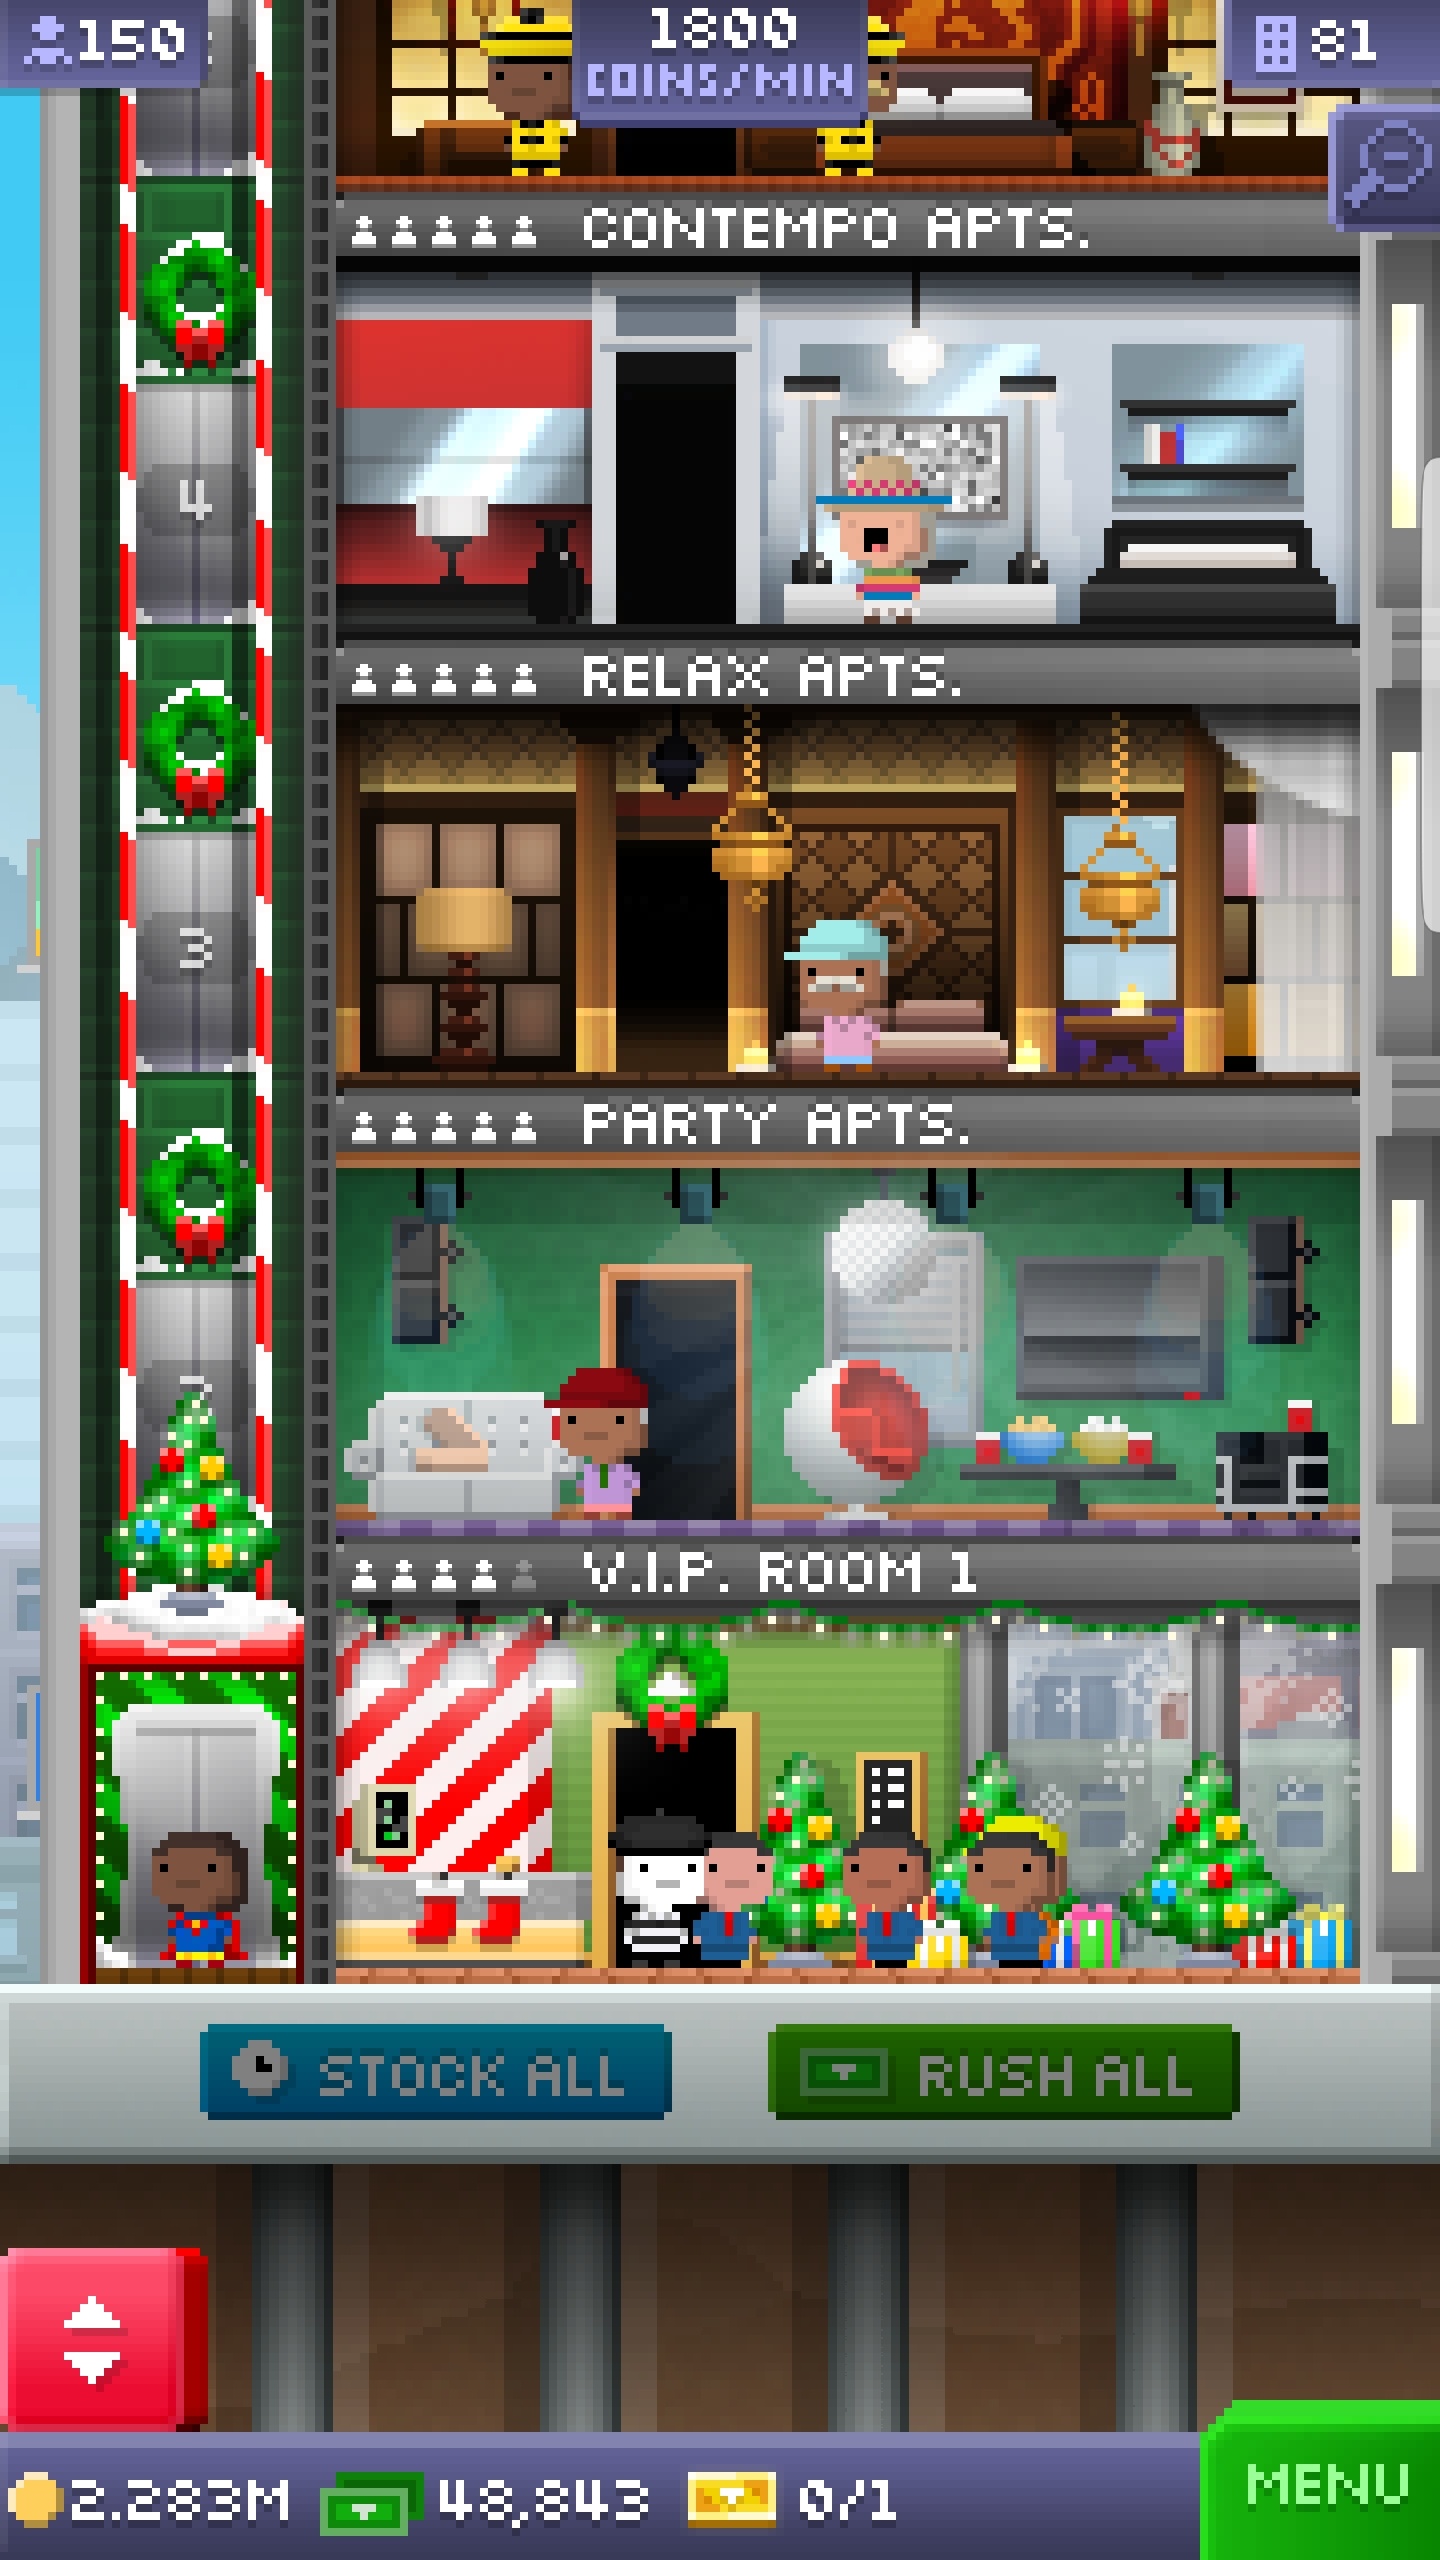 150
1800
COINS/MIN
81
CONTEMPO APTS.
4
RELAX APTS.
3
PARTY APTS.
V.I.P. ROOM 1
STOCK ALL
RUSH ALL
2.283M
48,843
0/1
MENU